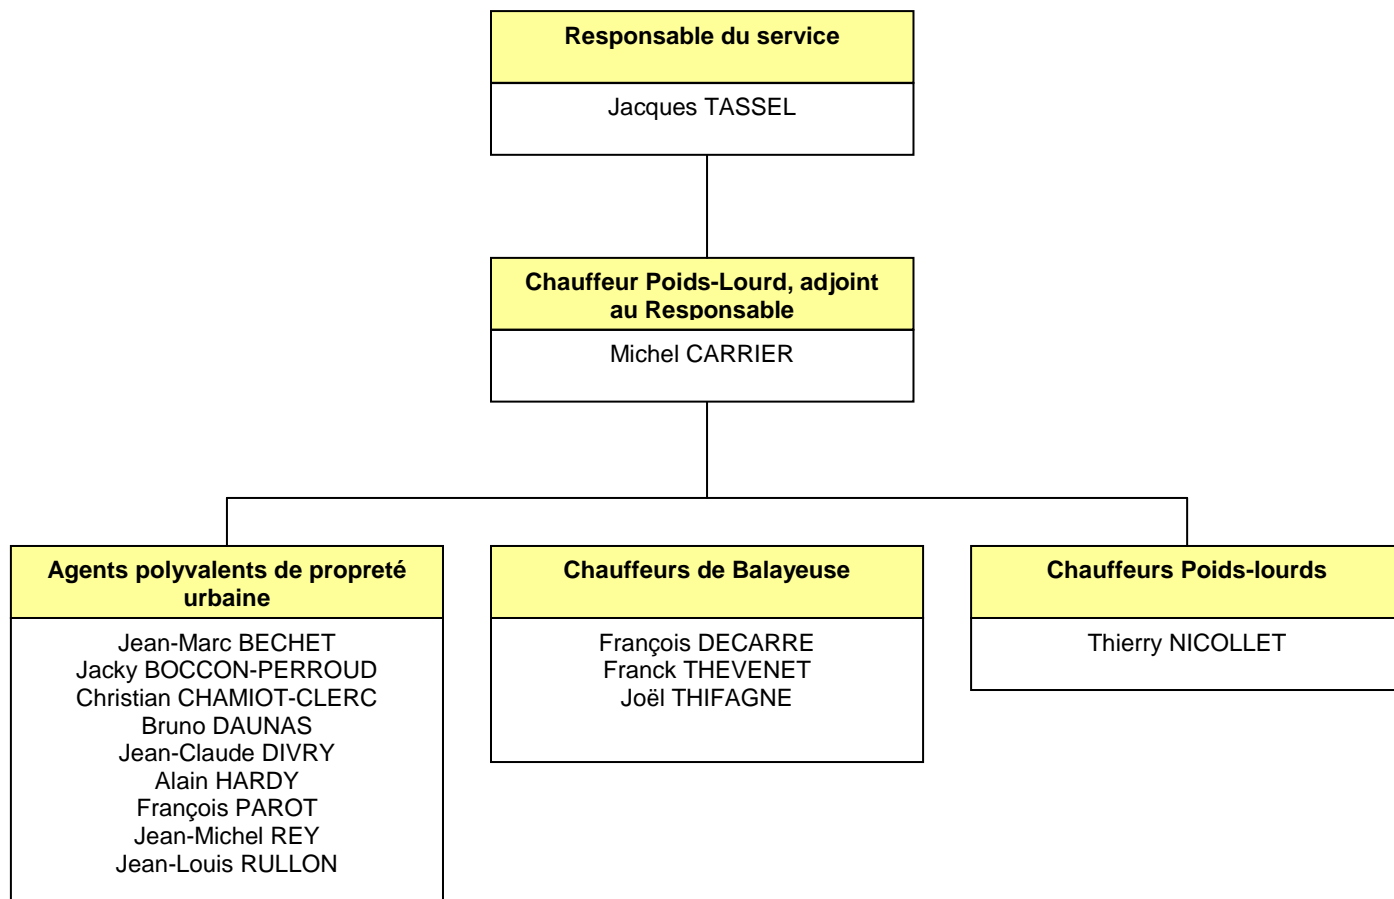 Responsable du service
Jacques TASSEL
Chauffeur Poids-Lourd, adjoint
au Responsable
Michel CARRIER
Agents polyvalents de propreté
urbaine
Jean-Marc BECHET
Jacky BOCCON-PERROUD
Christian CHAMIOT-CLERC
Bruno DAUNAS
Jean-Claude DIVRY
Alain HARDY
François PAROT
Jean-Michel REY
Jean-Louis RULLON
Chauffeurs de Balayeuse
François DECARRE
Franck THEVENET
Joël THIFAGNE
Chauffeurs Poids-lourds
Thierry NICOLLET